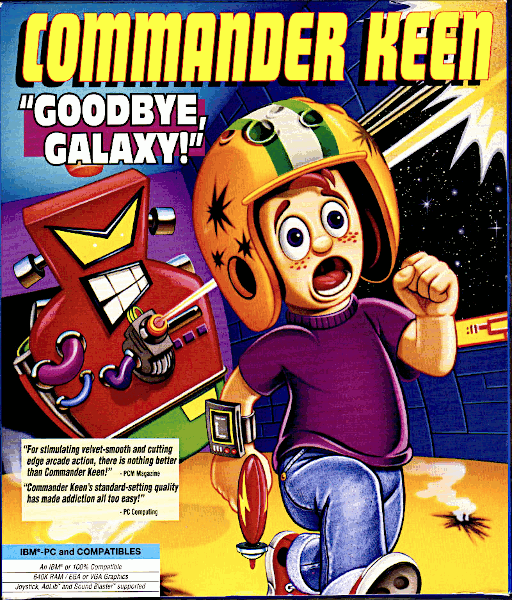 COMMANDER KEEN
"GOODBYE,
GALAXY!"
"For stimulating velvet-smooth and cutting
edge arcade action, there is nothing better
than Commander Keen!" - PCM Magazine
"Commander Keen's standard-setting quality
has made addiction all too easy!"
- PC Computing
IBM®-PC and COMPATIBLES
An IBM® or 100% Compatible
640K RAM / EGA or VGA Graphics
Joystick, AdLib® and Sound Blaster™ supported